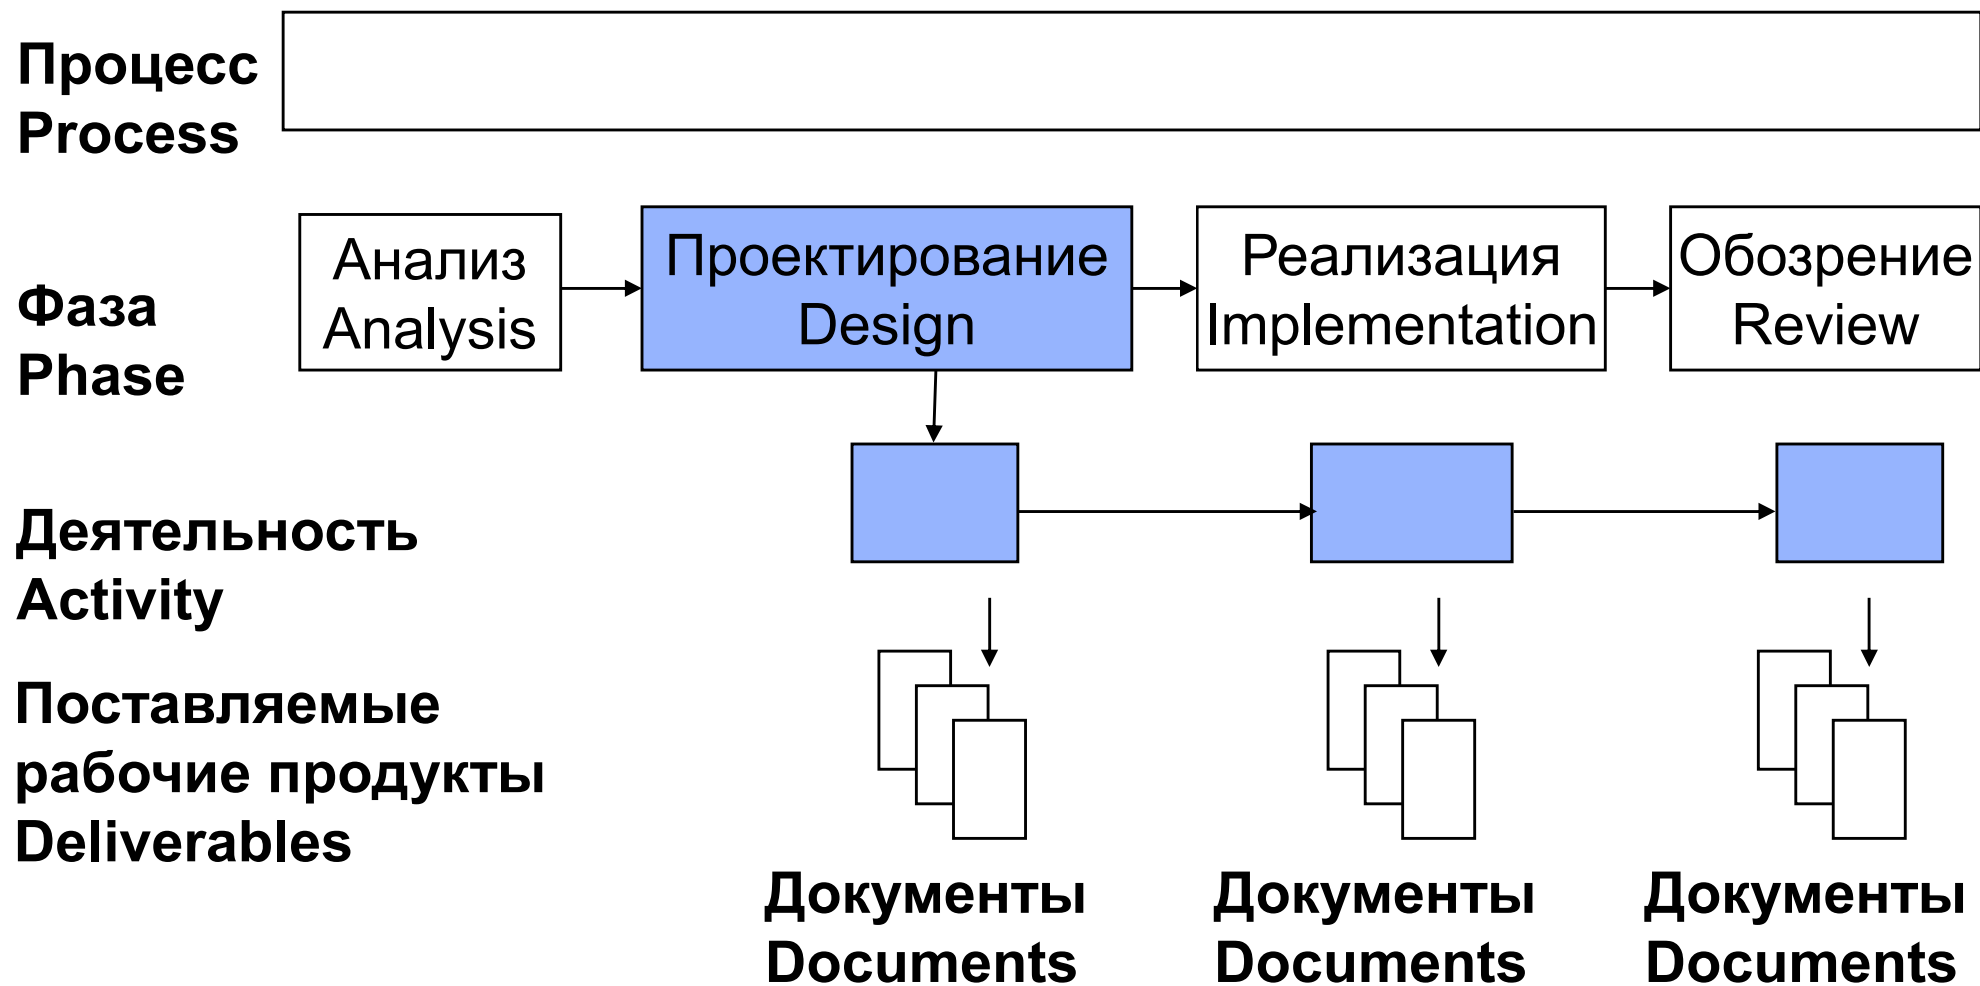 Процесс
Process
Анализ
Analysis
Проектирование
Design
Реализация
Implementation
Обозрение
Review
Фаза
Phase
Деятельность
Activity
Поставляемые
рабочие продукты
Deliverables
Документы
Documents
Документы
Documents
Документы
Documents